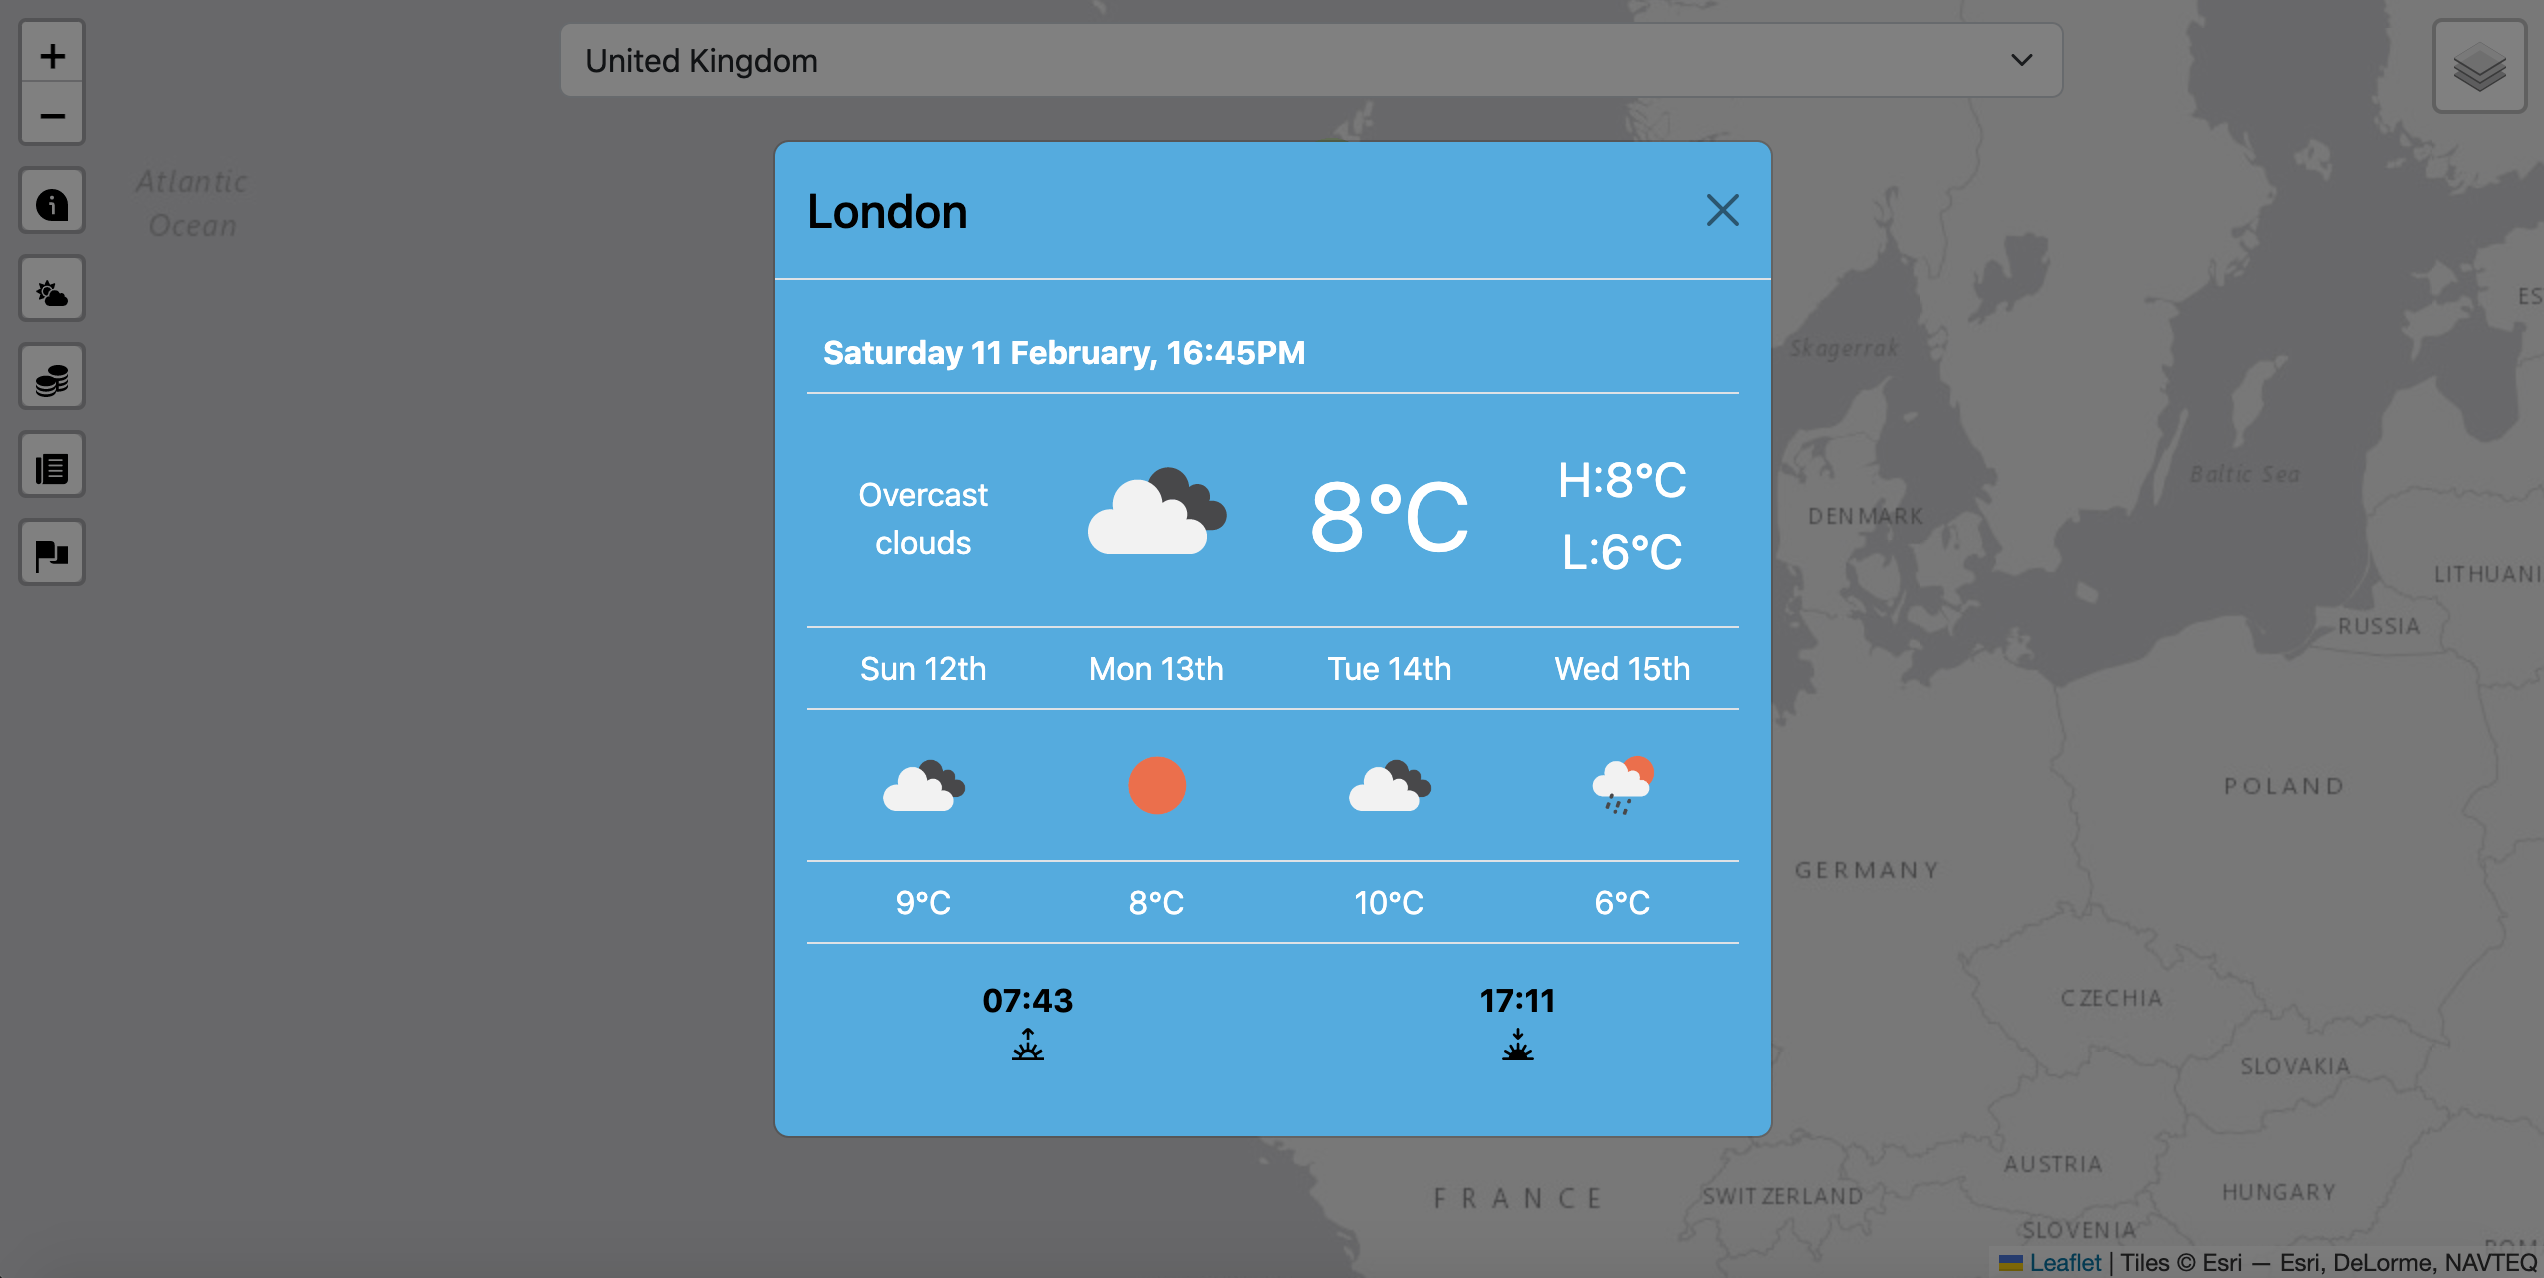 +
United Kingdom
−
Atlantic
Ocean
London
ES
Saturday 11 February, 16:45PM
Skagerrak
Overcast
clouds
8°C
H:8°C
L:6°C
Baltic Sea
DENMARK
LITHUANI
RUSSIA
Sun 12th
Mon 13th
Tue 14th
Wed 15th
POLAND
GERMANY
9°C
8°C
10°C
6°C
07:43
17:11
CZECHIA
SLOVAKIA
AUSTRIA
FRANCE
SWITZERLAND
HUNGARY
SLOVENIA
Leaflet | Tiles © Esri — Esri, DeLorme, NAVTEQ